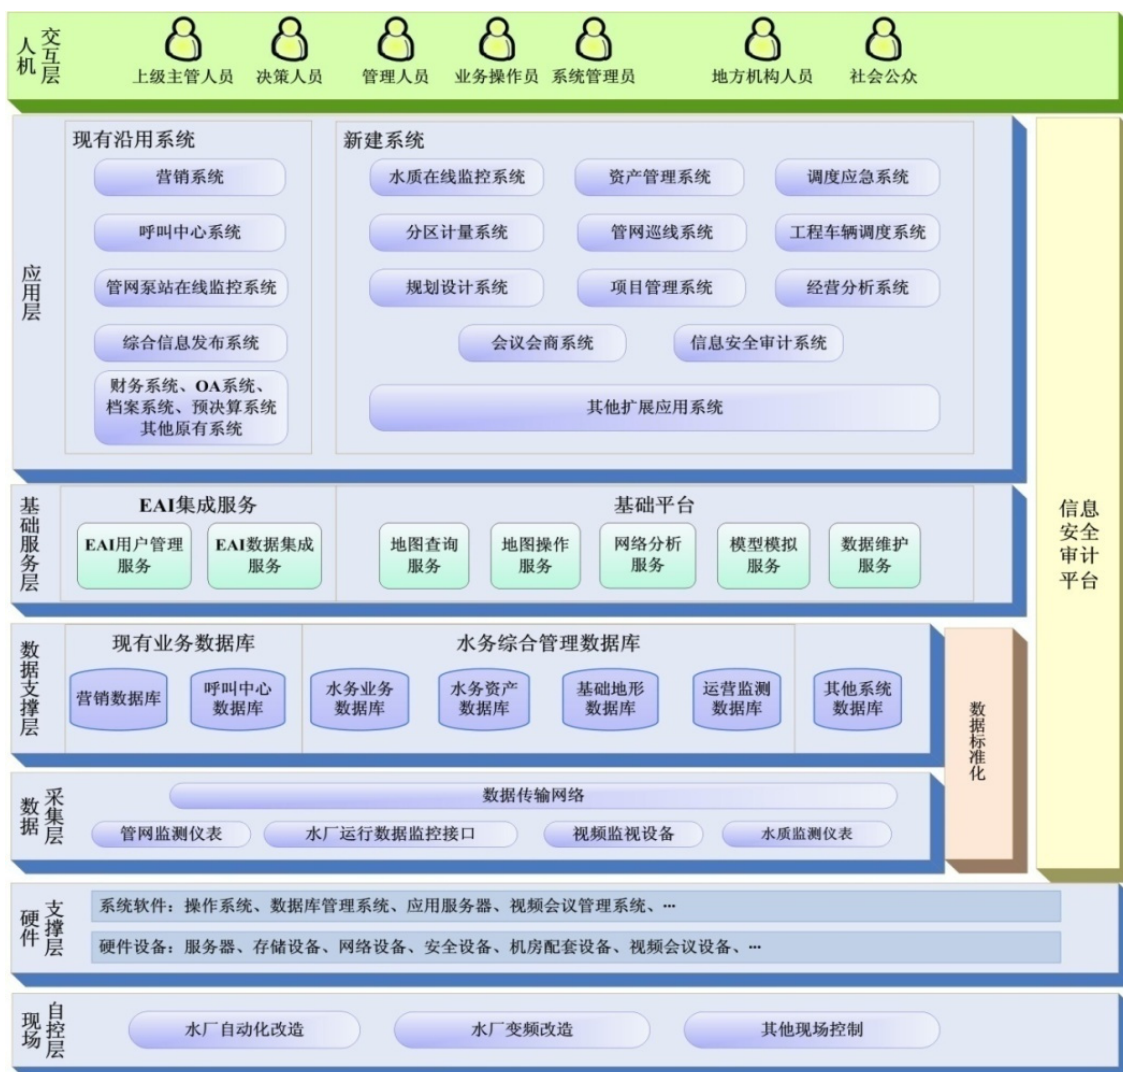 人机
交互层
上级主管人员
决策人员
管理人员
业务操作员
系统管理员
地方机构人员
社会公众
应用层
现有沿用系统
营销系统
呼叫中心系统
管网泵站在线监控系统
综合信息发布系统
财务系统、OA系统、
档案系统、预决算系统
其他原有系统
新建系统
水质在线监控系统
资产管理系统
调度应急系统
分区计量系统
管网巡线系统
工程车辆调度系统
规划设计系统
项目管理系统
经营分析系统
会议会商系统
信息安全审计系统
其他扩展应用系统
基础服务层
EAI集成服务
EAI用户管理
服务
EAI数据集成
服务
基础平台
地图查询
服务
地图操作
服务
网络分析
服务
模型模拟
服务
数据维护
服务
信息
安全
审计
平台
数据支撑层
现有业务数据库
营销数据库
呼叫中心
数据库
水务综合管理数据库
水务业务
数据库
水务资产
数据库
基础地形
数据库
运营监测
数据库
其他系统
数据库
数据标准化
数据
采集层
数据传输网络
管网监测仪表
水厂运行数据监控接口
视频监视设备
水质监测仪表
硬件
支撑层
系统软件：操作系统、数据库管理系统、应用服务器、视频会议管理系统、…
硬件设备：服务器、存储设备、网络设备、安全设备、机房配套设备、视频会议设备、…
现场
自控层
水厂自动化改造
水厂变频改造
其他现场控制